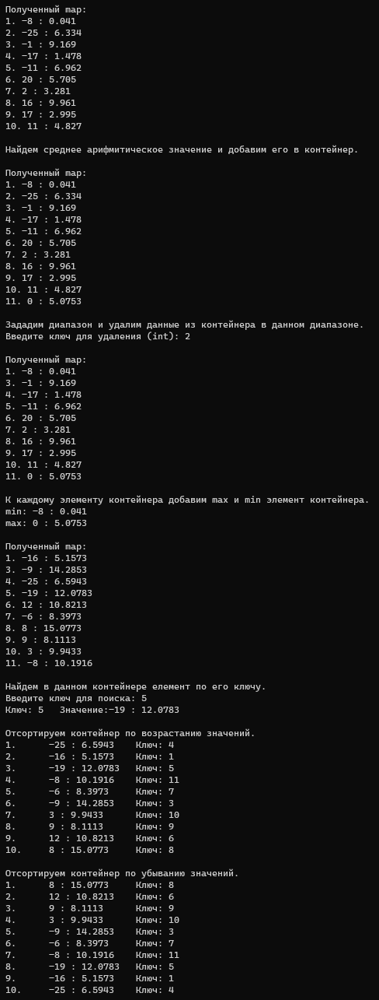 Полученный map:
1. -8 : 0.041
2. -25 : 6.334
3. -1 : 9.169
4. -17 : 1.478
5. -11 : 6.962
6. 20 : 5.705
7. 2 : 3.281
8. 16 : 9.961
9. 17 : 2.995
10. 11 : 4.827
Найдем среднее арифмитическое значение и добавим его в контейнер.
Полученный map:
1. -8 : 0.041
2. -25 : 6.334
3. -1 : 9.169
4. -17 : 1.478
5. -11 : 6.962
6. 20 : 5.705
7. 2 : 3.281
8. 16 : 9.961
9. 17 : 2.995
10. 11 : 4.827
11. 0 : 5.0753
Зададим диапазон и удалим данные из контейнера в данном диапазоне.
Введите ключ для удаления (int): 2
Полученный map:
1. -8 : 0.041
3. -1 : 9.169
4. -17 : 1.478
5. -11 : 6.962
6. 20 : 5.705
7. 2 : 3.281
8. 16 : 9.961
9. 17 : 2.995
10. 11 : 4.827
11. 0 : 5.0753
К каждому элементу контейнера добавим max и min элемент контейнера.
min: -8 : 0.041
max: 0 : 5.0753
Полученный map:
1. -16 : 5.1573
3. -9 : 14.2853
4. -25 : 6.5943
5. -19 : 12.0783
6. 12 : 10.8213
7. -6 : 8.3973
8. 8 : 15.0773
9. 9 : 8.1113
10. 3 : 9.9433
11. -8 : 10.1916
Найдем в данном контейнере елемент по его ключу.
Введите ключ для поиска: 5
Ключ: 5   Значение:-19 : 12.0783
Отсортируем контейнер по возрастанию значений.
1.      -25 : 6.5943    Ключ: 4
2.      -16 : 5.1573    Ключ: 1
3.      -19 : 12.0783   Ключ: 5
4.      -8 : 10.1916    Ключ: 11
5.      -6 : 8.3973     Ключ: 7
6.      -9 : 14.2853    Ключ: 3
7.      3 : 9.9433      Ключ: 10
8.      9 : 8.1113      Ключ: 9
9.      12 : 10.8213    Ключ: 6
10.     8 : 15.0773     Ключ: 8
Отсортируем контейнер по убыванию значений.
1.      8 : 15.0773     Ключ: 8
2.      12 : 10.8213    Ключ: 6
3.      9 : 8.1113      Ключ: 9
4.      3 : 9.9433      Ключ: 10
5.      -9 : 14.2853    Ключ: 3
6.      -6 : 8.3973     Ключ: 7
7.      -8 : 10.1916    Ключ: 11
8.      -19 : 12.0783   Ключ: 5
9.      -16 : 5.1573    Ключ: 1
10.     -25 : 6.5943    Ключ: 4